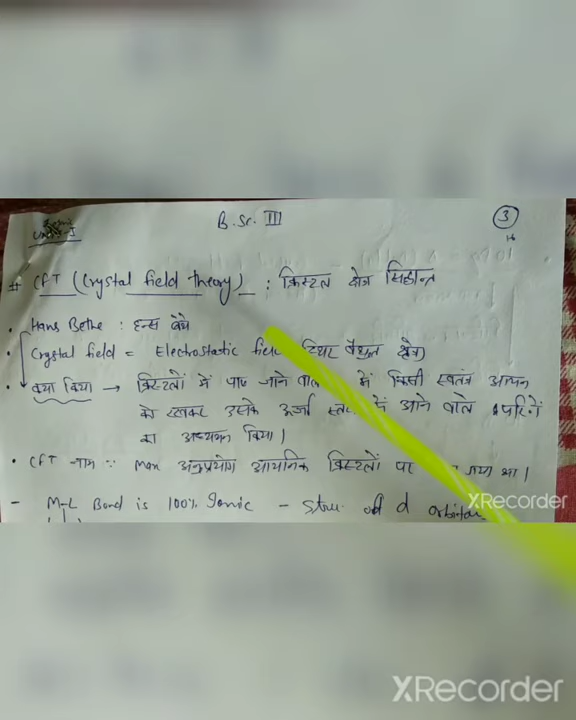 B.Sc. III
3
Unit-I
# CFT (Crystal field theory) : क्रिस्टल क्षेत्र सिद्धान्त
• Hans Bethe : हन्स बेथे
• Crystal field = Electrostatic field स्थिर वैद्युत क्षेत्र)
• क्या किया → क्रिस्टलों में पाए जाने वाले में किसी स्वतंत्र आयन
को रखकर उसके ऊर्जा में आने वाले
का अध्ययन किया।
• CFT नाम ∵ Max अनुप्रयोग आयनिक क्रिस्टलों पर गया था।
- M-L Bond is 100% Ionic - of d
XRecorder
XRecorder